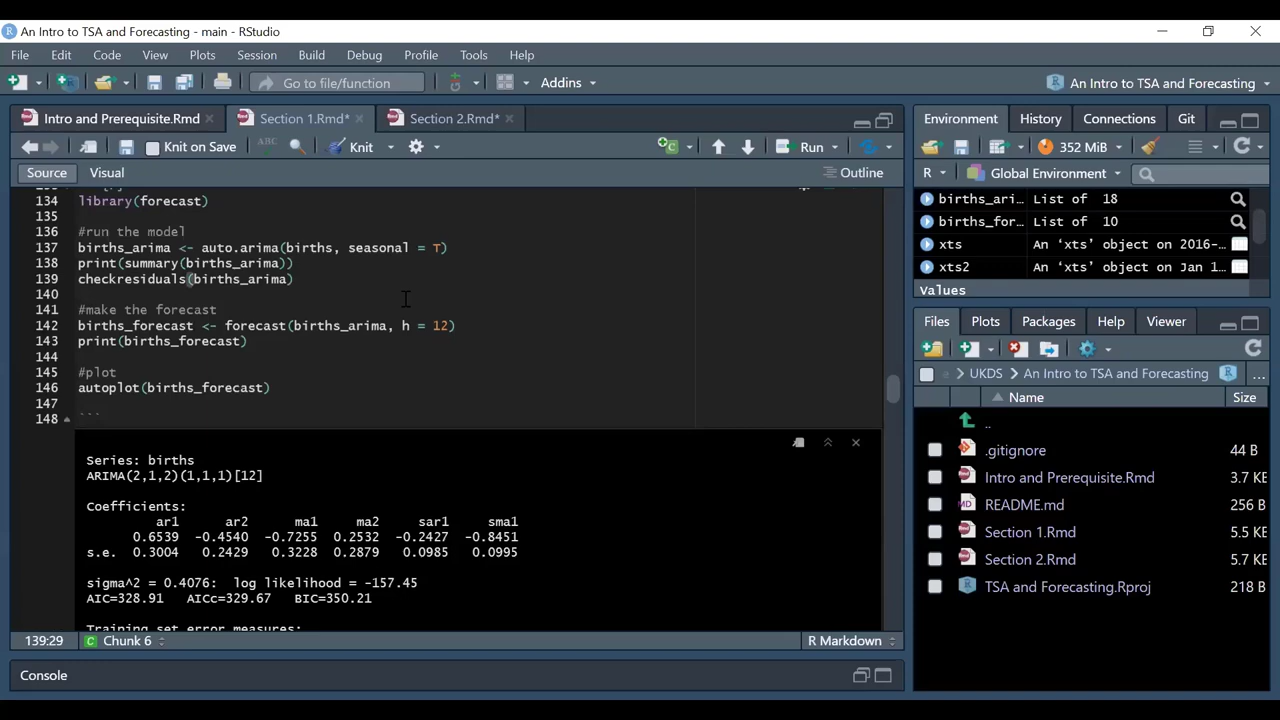 An Intro to TSA and Forecasting - main - RStudio
File Edit Code View Plots Session Build Debug Profile Tools Help
Go to file/function Addins An Intro to TSA and Forecasting
Intro and Prerequisite.Rmd Section 1.Rmd* Section 2.Rmd*
Knit on Save ABC Knit Run
Source Visual Outline
134 library(forecast)
135
136 #run the model
137 births_arima <- auto.arima(births, seasonal = T)
138 print(summary(births_arima))
139 checkresiduals(births_arima)
140
141 #make the forecast
142 births_forecast <- forecast(births_arima, h = 12)
143 print(births_forecast)
144
145 #plot
146 autoplot(births_forecast)
147
148 ```
Series: births
ARIMA(2,1,2)(1,1,1)[12]
Coefficients:
ar1 ar2 ma1 ma2 sar1 sma1
0.6539 -0.4540 -0.7255 0.2532 -0.2427 -0.8451
s.e. 0.3004 0.2429 0.3228 0.2879 0.0985 0.0995
sigma^2 = 0.4076: log likelihood = -157.45
AIC=328.91 AICc=329.67 BIC=350.21
Training set error measures:
139:29 Chunk 6 R Markdown
Console
Environment History Connections Git
352 MiB
R Global Environment
births_ari… List of 18
births_for… List of 10
xts An ‘xts’ object on 2016-…
xts2 An ‘xts’ object on Jan 1…
Values
Files Plots Packages Help Viewer
UKDS An Intro to TSA and Forecasting ...
Name Size
..
.gitignore 44 B
Intro and Prerequisite.Rmd 3.7 KB
README.md 256 B
Section 1.Rmd 5.5 KB
Section 2.Rmd 5.7 KB
TSA and Forecasting.Rproj 218 B